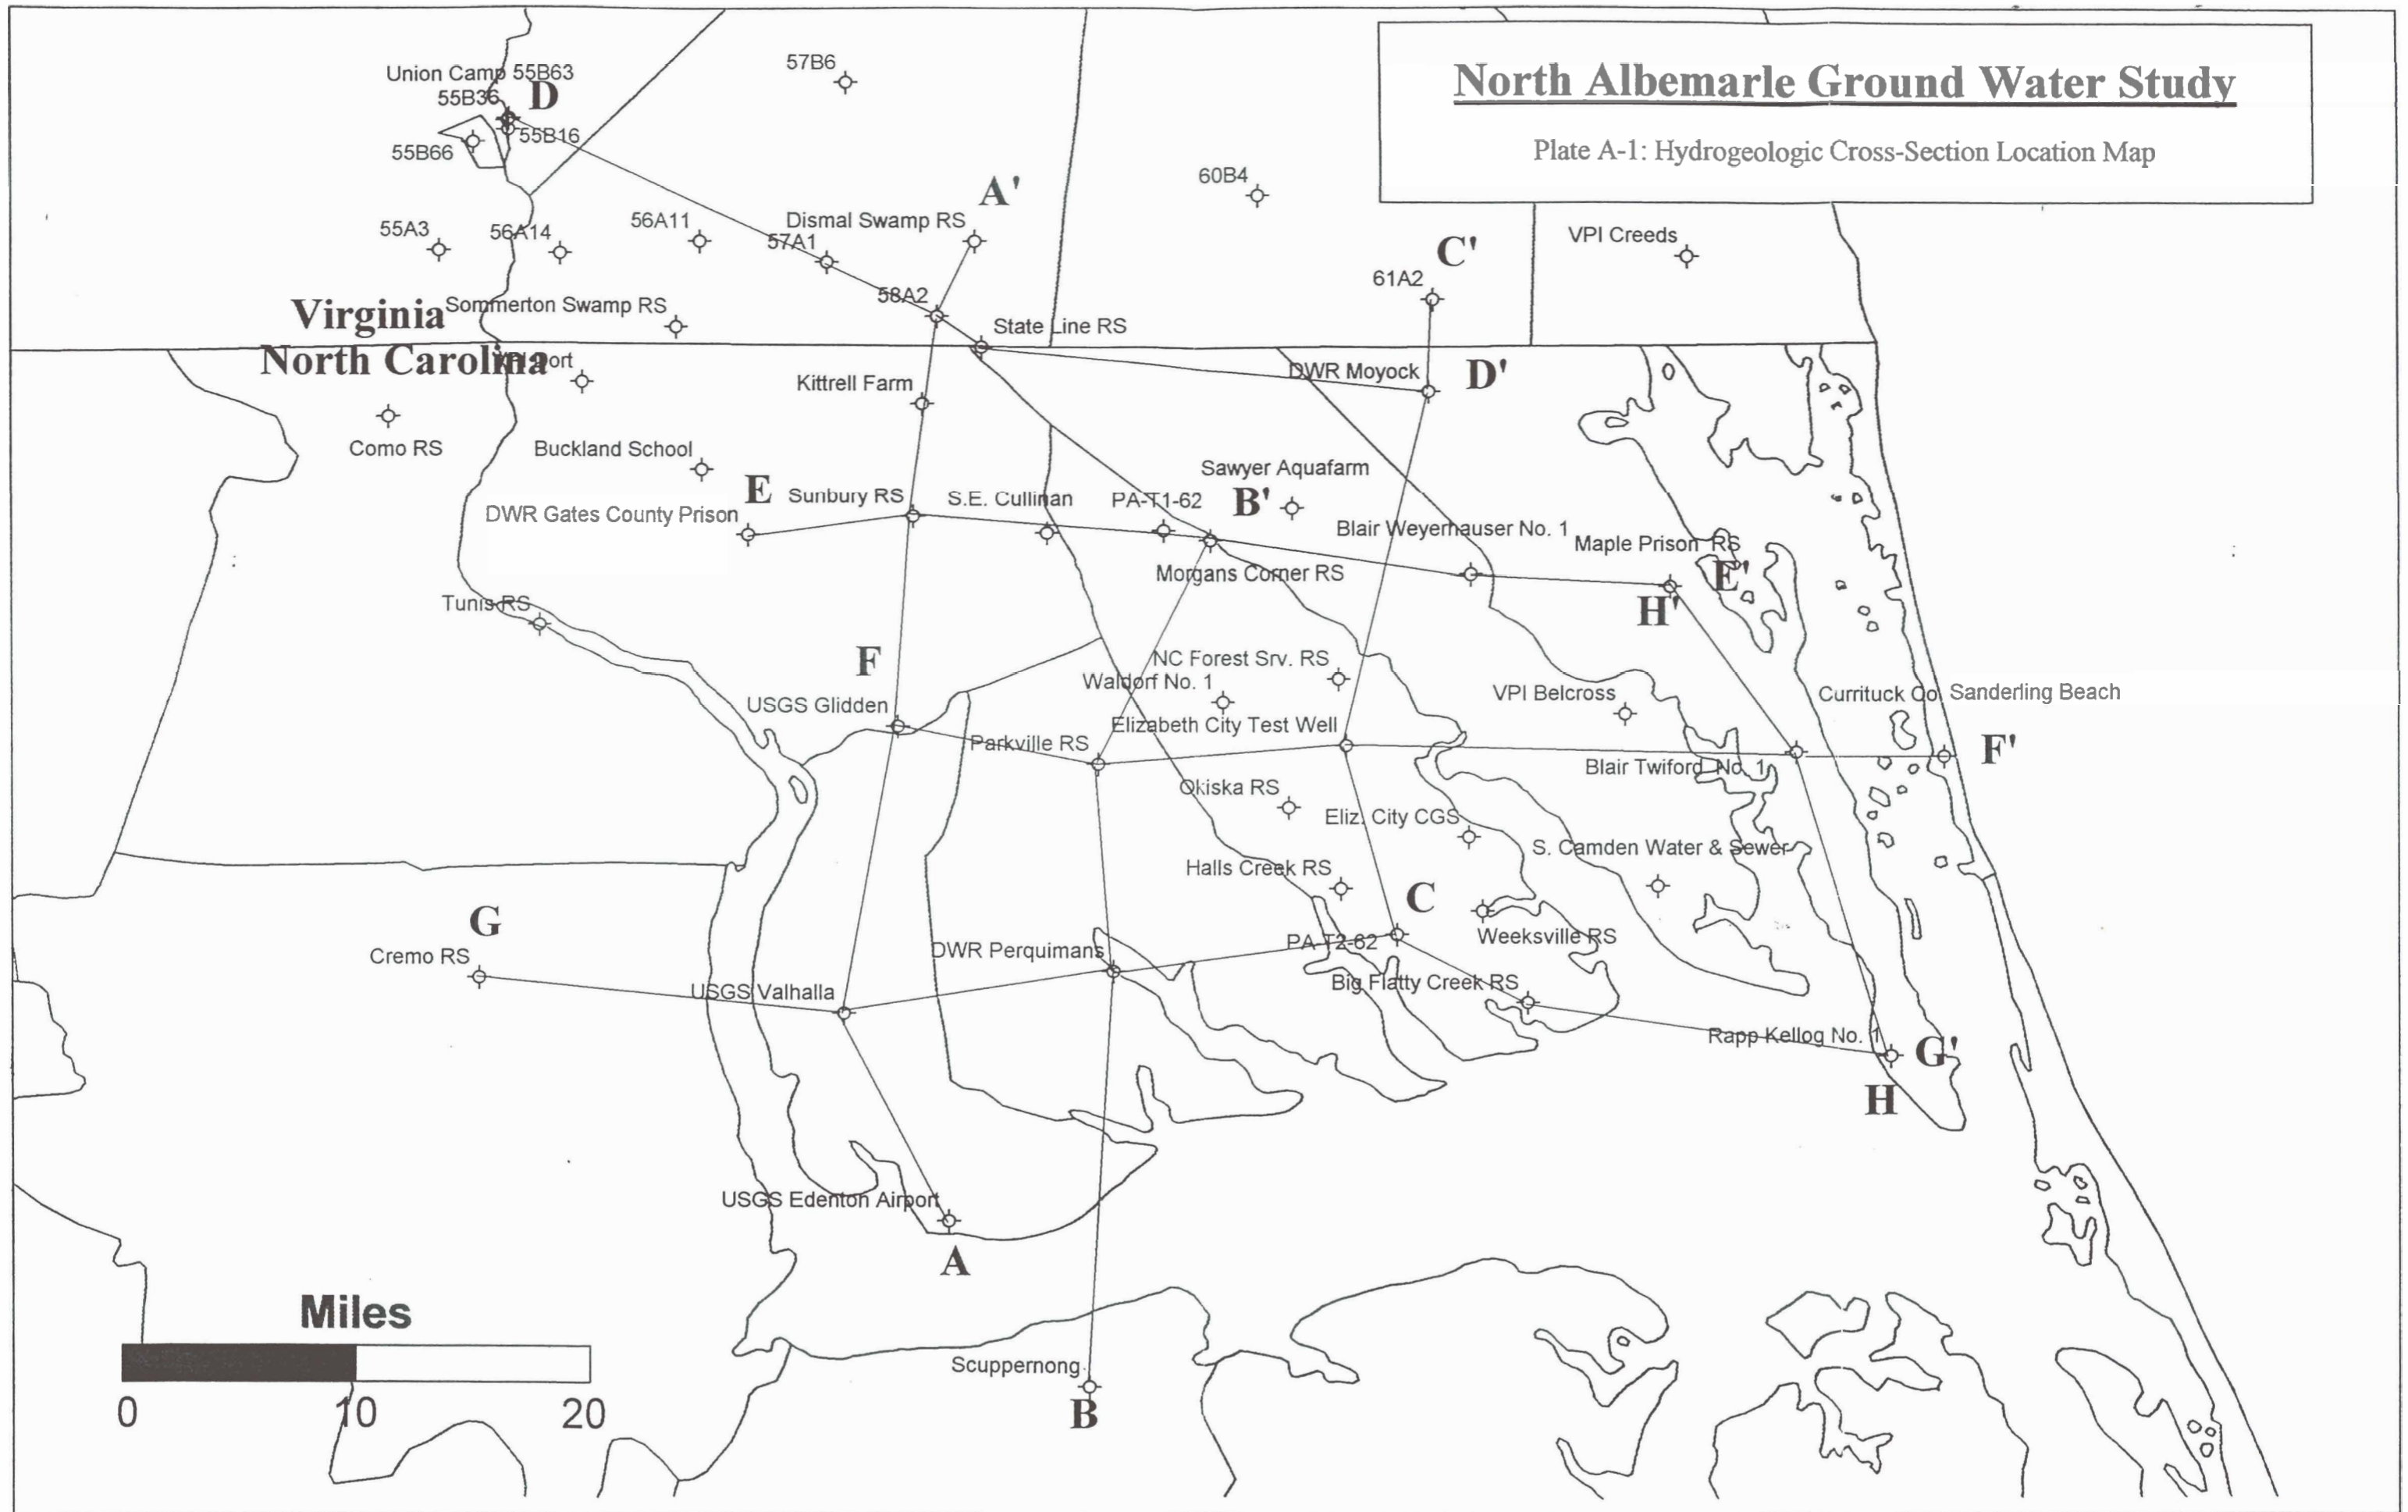 North Albemarle Ground Water Study
Plate A-1: Hydrogeologic Cross-Section Location Map
57B6
Union Camp 55B63
55B36
D
55B16
55B66
60B4
A'
Dismal Swamp RS
55A3
56A14
56A11
57A1
VPI Creeds
C'
61A2
58A2
Virginia
Sommerton Swamp RS
State Line RS
North Carolina
DWR Moyock
D'
Kittrell Farm
Como RS
Buckland School
Sawyer Aquafarm
E
Sunbury RS
S.E. Cullinan
PA-T1-62
B'
DWR Gates County Prison
Blair Weyerhauser No. 1
Maple Prison RS
Morgans Corner RS
E'
H'
Tunis RS
F
NC Forest Srv. RS
Waldorf No. 1
VPI Belcross
Currituck Co. Sanderling Beach
USGS Glidden
Elizabeth City Test Well
Parkville RS
F'
Blair Twiford No. 1
Okiska RS
Eliz. City CGS
S. Camden Water & Sewer
Halls Creek RS
C
G
Cremo RS
DWR Perquimans
PA-T2-62
Weeksville RS
USGS Valhalla
Big Flatty Creek RS
Rapp Kellog No. 1
G'
H
USGS Edenton Airport
A
Miles
Scuppernong
B
0
10
20